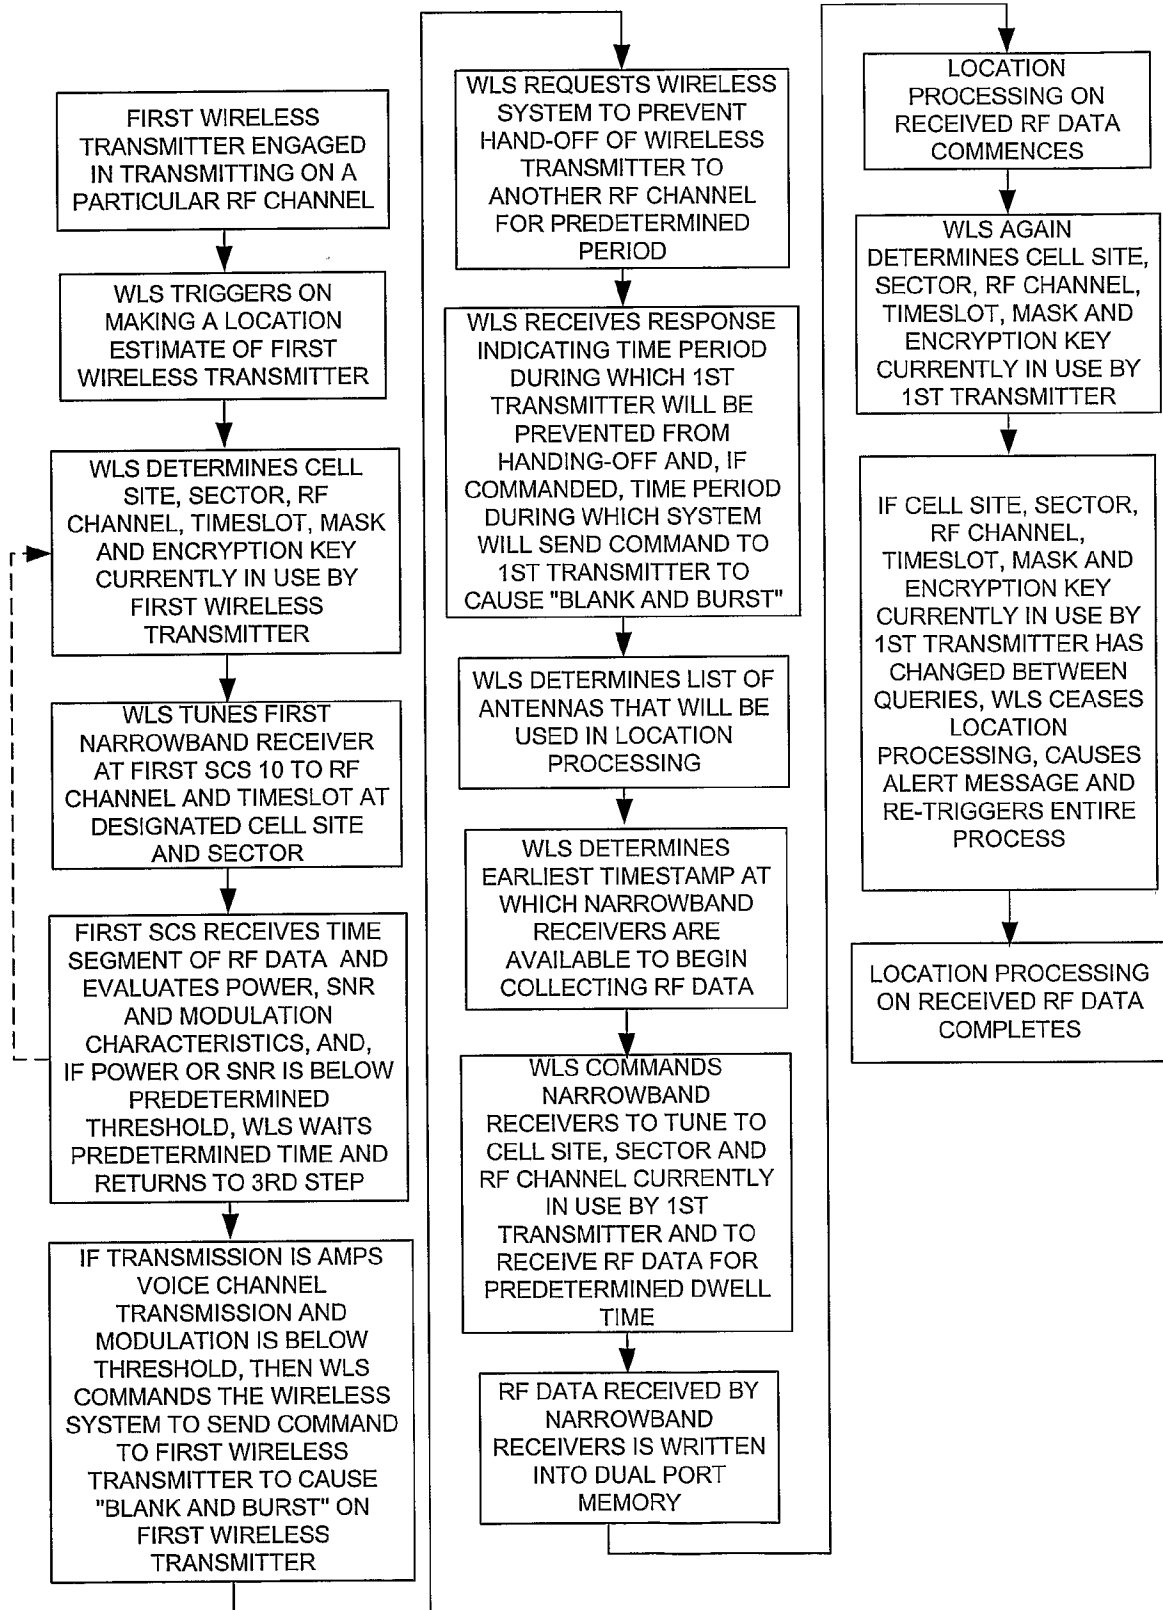 FIRST WIRELESS
TRANSMITTER ENGAGED
IN TRANSMITTING ON A
PARTICULAR RF CHANNEL
WLS TRIGGERS ON
MAKING A LOCATION
ESTIMATE OF FIRST
WIRELESS TRANSMITTER
WLS DETERMINES CELL
SITE, SECTOR, RF
CHANNEL, TIMESLOT, MASK
AND ENCRYPTION KEY
CURRENTLY IN USE BY
FIRST WIRELESS
TRANSMITTER
WLS TUNES FIRST
NARROWBAND RECEIVER
AT FIRST SCS 10 TO RF
CHANNEL AND TIMESLOT AT
DESIGNATED CELL SITE
AND SECTOR
FIRST SCS RECEIVES TIME
SEGMENT OF RF DATA AND
EVALUATES POWER, SNR
AND MODULATION
CHARACTERISTICS, AND,
IF POWER OR SNR IS BELOW
PREDETERMINED
THRESHOLD, WLS WAITS
PREDETERMINED TIME AND
RETURNS TO 3RD STEP
IF TRANSMISSION IS AMPS
VOICE CHANNEL
TRANSMISSION AND
MODULATION IS BELOW
THRESHOLD, THEN WLS
COMMANDS THE WIRELESS
SYSTEM TO SEND COMMAND
TO FIRST WIRELESS
TRANSMITTER TO CAUSE
"BLANK AND BURST" ON
FIRST WIRELESS
TRANSMITTER
WLS REQUESTS WIRELESS
SYSTEM TO PREVENT
HAND-OFF OF WIRELESS
TRANSMITTER TO
ANOTHER RF CHANNEL
FOR PREDETERMINED
PERIOD
WLS RECEIVES RESPONSE
INDICATING TIME PERIOD
DURING WHICH 1ST
TRANSMITTER WILL BE
PREVENTED FROM
HANDING-OFF AND, IF
COMMANDED, TIME PERIOD
DURING WHICH SYSTEM
WILL SEND COMMAND TO
1ST TRANSMITTER TO
CAUSE "BLANK AND BURST"
WLS DETERMINES LIST OF
ANTENNAS THAT WILL BE
USED IN LOCATION
PROCESSING
WLS DETERMINES
EARLIEST TIMESTAMP AT
WHICH NARROWBAND
RECEIVERS ARE
AVAILABLE TO BEGIN
COLLECTING RF DATA
WLS COMMANDS
NARROWBAND
RECEIVERS TO TUNE TO
CELL SITE, SECTOR AND
RF CHANNEL CURRENTLY
IN USE BY 1ST
TRANSMITTER AND TO
RECEIVE RF DATA FOR
PREDETERMINED DWELL
TIME
RF DATA RECEIVED BY
NARROWBAND
RECEIVERS IS WRITTEN
INTO DUAL PORT
MEMORY
LOCATION
PROCESSING ON
RECEIVED RF DATA
COMMENCES
WLS AGAIN
DETERMINES CELL SITE,
SECTOR, RF CHANNEL,
TIMESLOT, MASK AND
ENCRYPTION KEY
CURRENTLY IN USE BY
1ST TRANSMITTER
IF CELL SITE, SECTOR,
RF CHANNEL,
TIMESLOT, MASK AND
ENCRYPTION KEY
CURRENTLY IN USE BY
1ST TRANSMITTER HAS
CHANGED BETWEEN
QUERIES, WLS CEASES
LOCATION
PROCESSING, CAUSES
ALERT MESSAGE AND
RE-TRIGGERS ENTIRE
PROCESS
LOCATION PROCESSING
ON RECEIVED RF DATA
COMPLETES